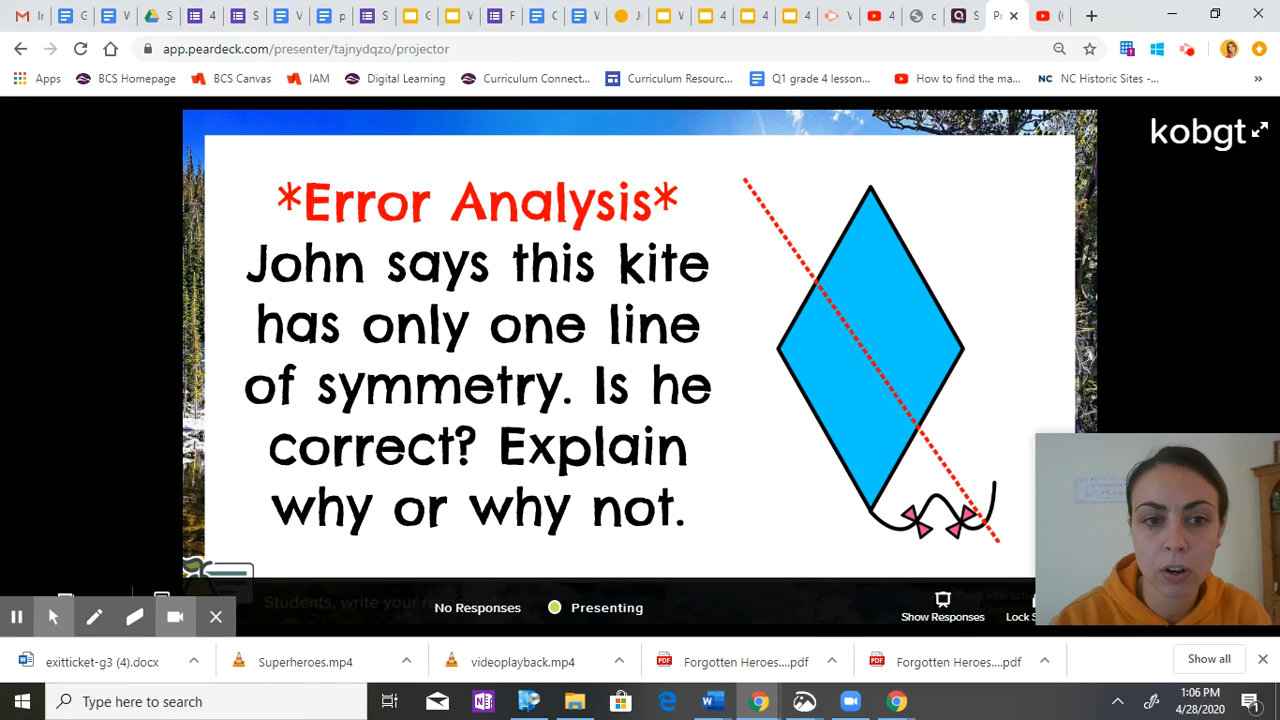 app.peardeck.com/presenter/tajnydqzo/projector
Apps
BCS Homepage
BCS Canvas
IAM
Digital Learning
Curriculum Connect...
Curriculum Resourc...
Q1 grade 4 lesson...
How to find the ma...
NC Historic Sites -...
»
kobgt
*Error Analysis*
John says this kite
has only one line
of symmetry. Is he
correct? Explain
why or why not.
Students, write your
No Responses
Presenting
Show Responses
Lock S
exitticket-g3 (4).docx
Superheroes.mp4
videoplayback.mp4
Forgotten Heroes....pdf
Forgotten Heroes....pdf
Show all
Type here to search
1:06 PM
4/28/2020